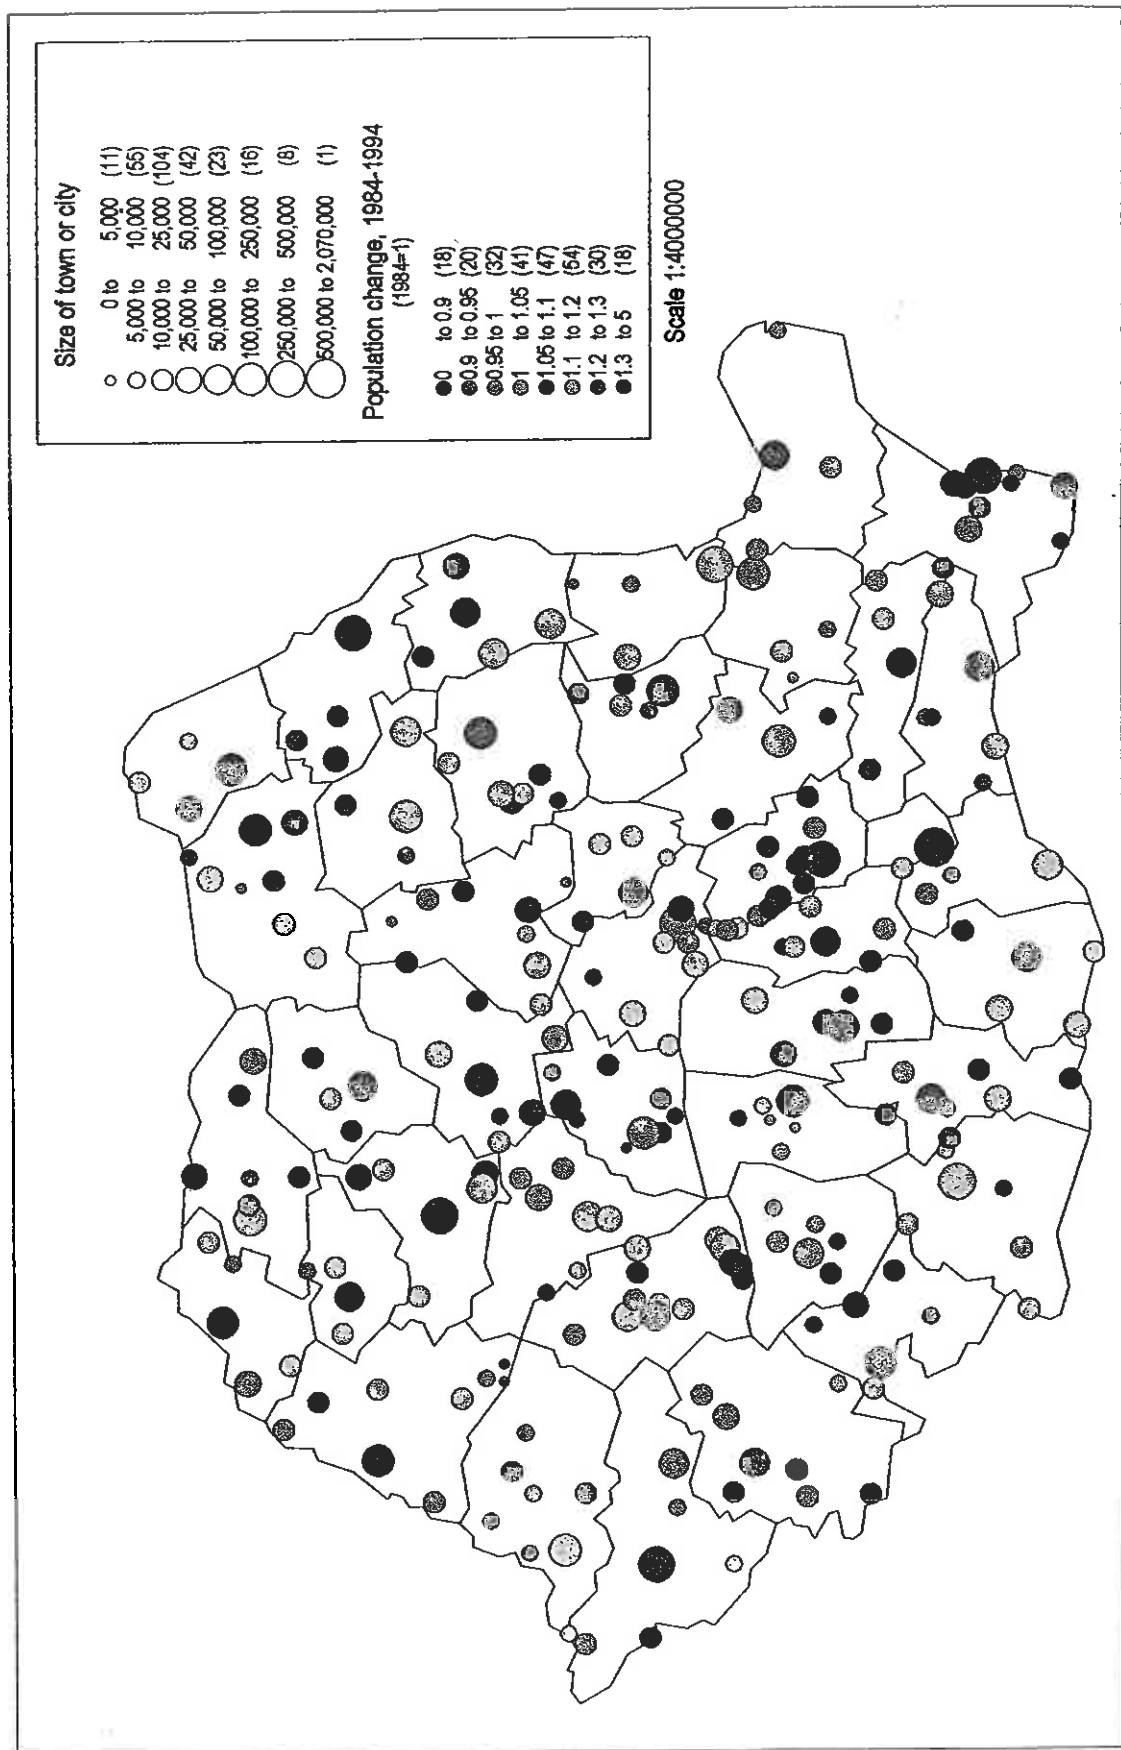 Size of town or city
0 to 5,000 (11)
5,000 to 10,000 (55)
10,000 to 25,000 (104)
25,000 to 50,000 (42)
50,000 to 100,000 (23)
100,000 to 250,000 (16)
250,000 to 500,000 (8)
500,000 to 2,070,000 (1)
Population change, 1984-1994
(1984=1)
0 to 0.9 (18)
0.9 to 0.95 (20)
0.95 to 1 (32)
1 to 1.05 (41)
1.05 to 1.1 (47)
1.1 to 1.2 (54)
1.2 to 1.3 (30)
1.3 to 5 (18)
Scale 1:4000000